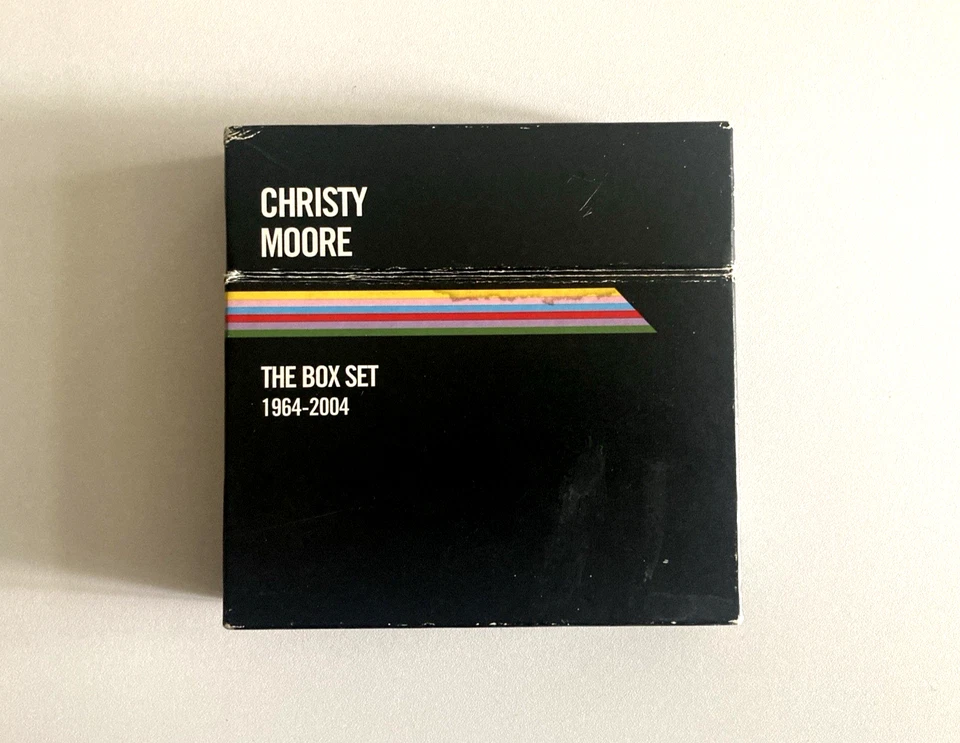 CHRISTY
MOORE
THE BOX SET
1964-2004